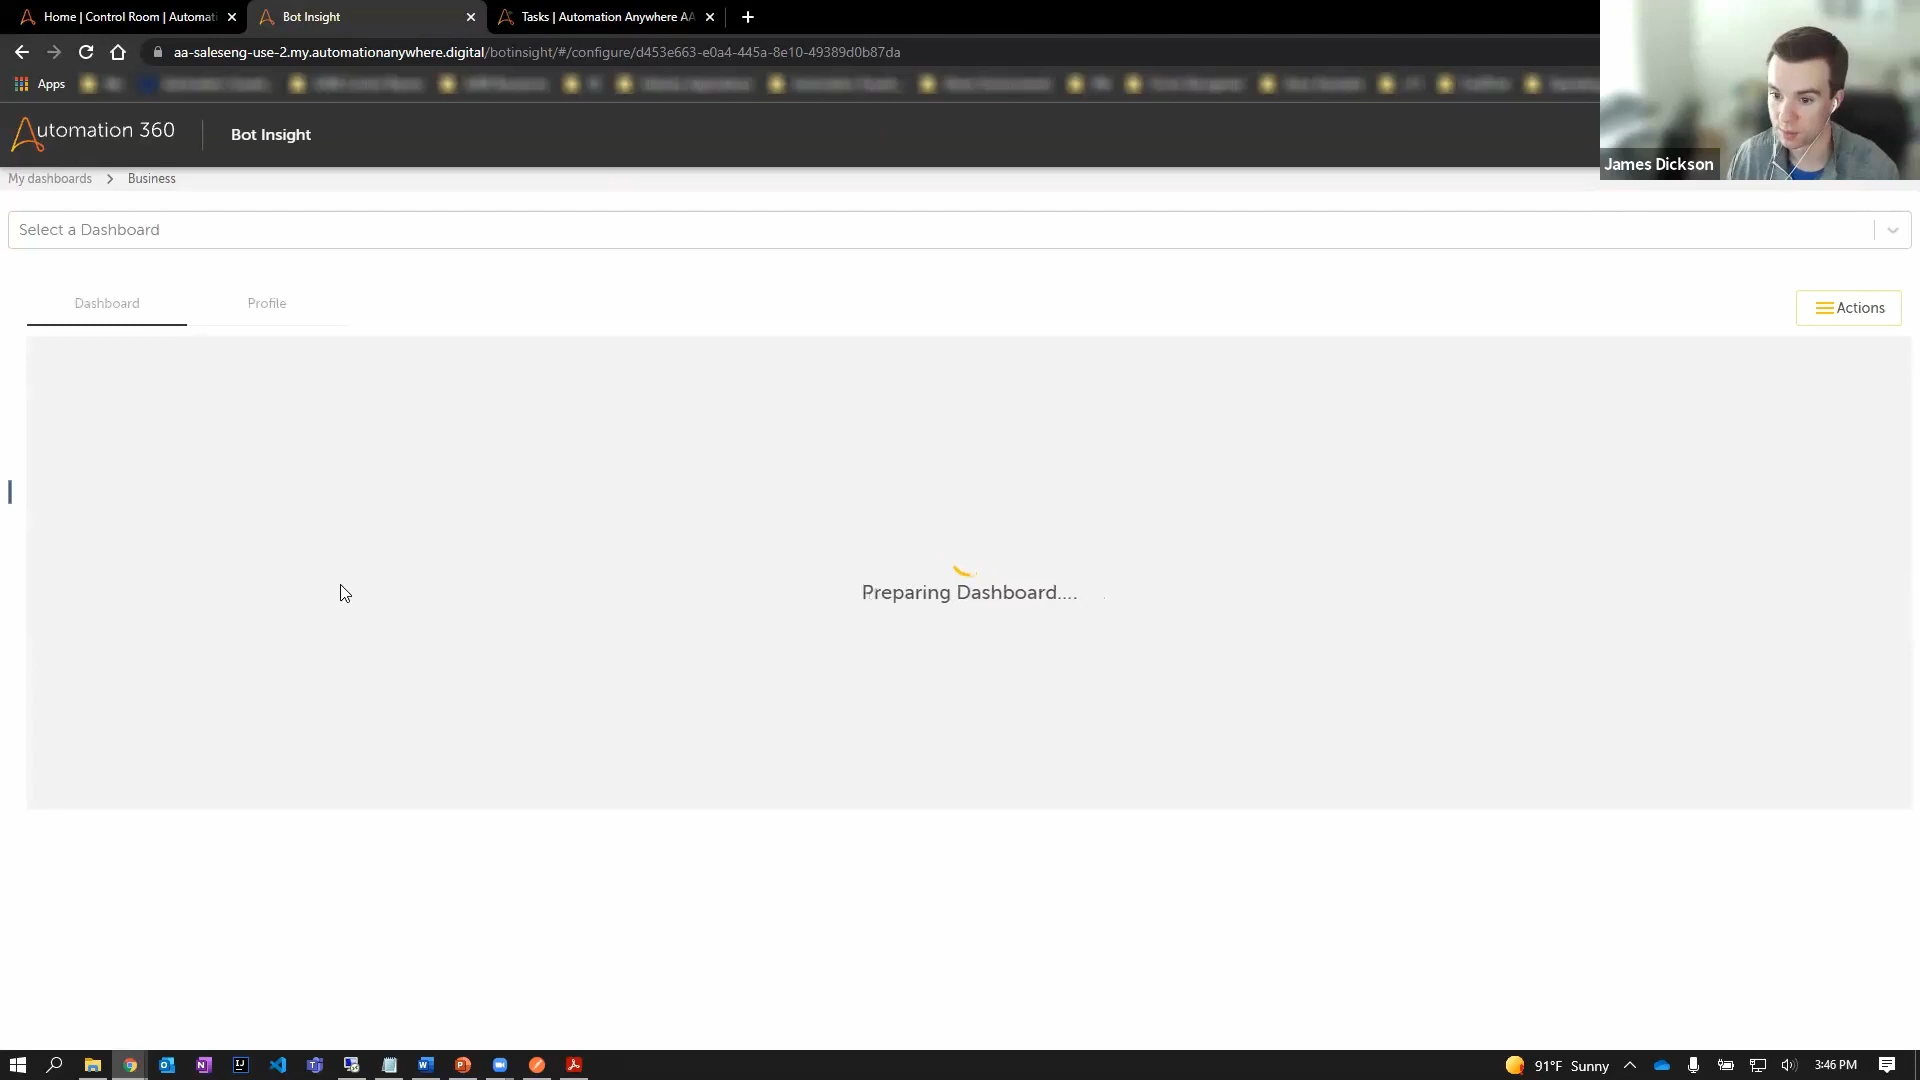 Home | Control Room | Automati
Bot Insight
Tasks | Automation Anywhere AA
aa-saleseng-use-2.my.automationanywhere.digital/botinsight/#/configure/d453e663-e0a4-445a-8e10-49389d0b87da
Apps
Automation 360
Bot Insight
James Dickson
My dashboards > Business
Select a Dashboard
Dashboard
Profile
Actions
Preparing Dashboard....
91°F Sunny
3:46 PM